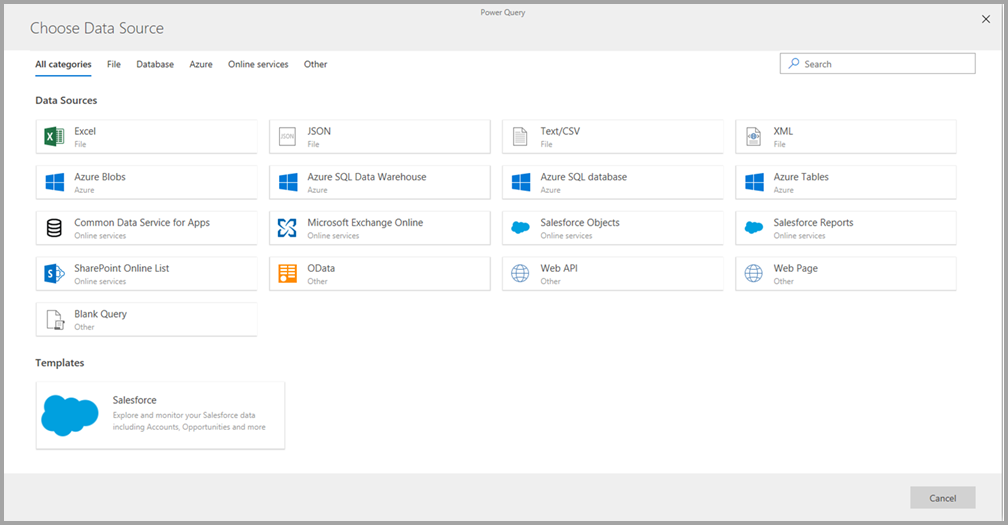 Power Query
Choose Data Source
All categories File Database Azure Online services Other
Search
Data Sources
Excel
File
JSON
JSON
File
Text/CSV
File
XML
File
Azure Blobs
Azure
Azure SQL Data Warehouse
Azure
Azure SQL database
Azure
Azure Tables
Azure
Common Data Service for Apps
Online services
Microsoft Exchange Online
Online services
Salesforce Objects
Online services
Salesforce Reports
Online services
SharePoint Online List
Online services
OData
Other
Web API
Other
Web Page
Other
Blank Query
Other
Templates
Salesforce
Explore and monitor your Salesforce data
including Accounts, Opportunities and more
Cancel